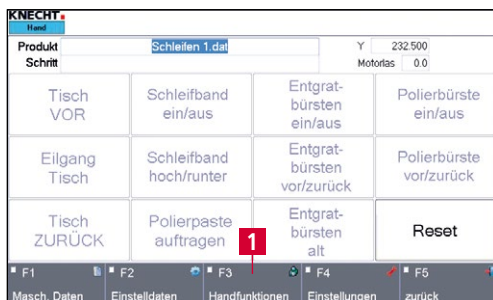 KNECHT
Hand
Produkt Schleifen 1.dat Y 232.500
Schritt Motorlas 0.0
Tisch VOR
Schleifband ein/aus
Entgrat-bürsten ein/aus
Polierbürste ein/aus
Eilgang Tisch
Schleifband hoch/runter
Entgrat-bürsten vor/zurück
Polierbürste vor/zurück
Tisch ZURÜCK
Polierpaste auftragen
Entgrat-bürsten alt
Reset
1
F1 F2 F3 F4 F5
Masch. Daten Einstelldaten Handfunktionen Einstellungen zurück